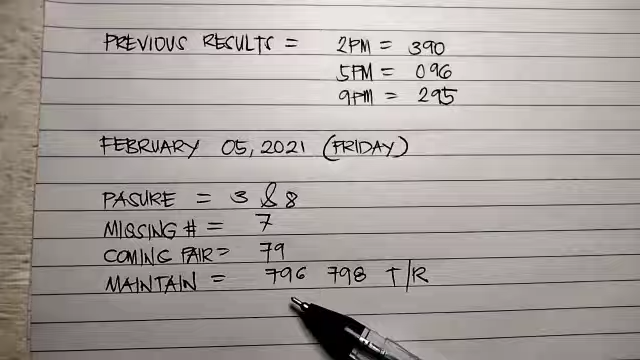 PREVIOUS RESULTS = 2PM = 390
5PM = 096
9PM = 295
FEBRUARY 05, 2021 (FRIDAY)
PASURE = 3 & 8
MISSING # = 7
COMING PAIR = 79
MAINTAIN = 796 798 T/R